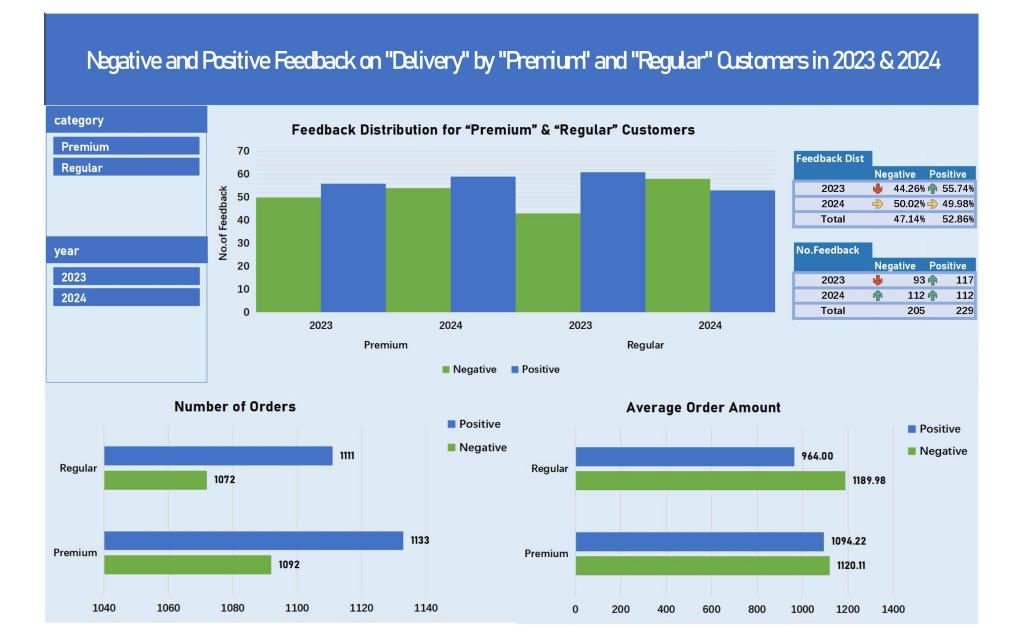 Negative and Positive Feedback on "Delivery" by "Premium" and "Regular" Customers in 2023 & 2024
category
Premium
Regular
year
2023
2024
Feedback Distribution for “Premium” & “Regular” Customers
No.of Feedback
70
60
50
40
30
20
10
0
2023 2024 2023 2024
Premium Regular
Negative Positive
Feedback Dist
Negative Positive
2023 44.26% 55.74%
2024 50.02% 49.98%
Total 47.14% 52.86%
No.Feedback
Negative Positive
2023 93 117
2024 112 112
Total 205 229
Number of Orders
Positive
Negative
Regular
1111
1072
Premium
1133
1092
1040 1060 1080 1100 1120 1140
Average Order Amount
Positive
Negative
Regular
964.00
1189.98
Premium
1094.22
1120.11
0 200 400 600 800 1000 1200 1400